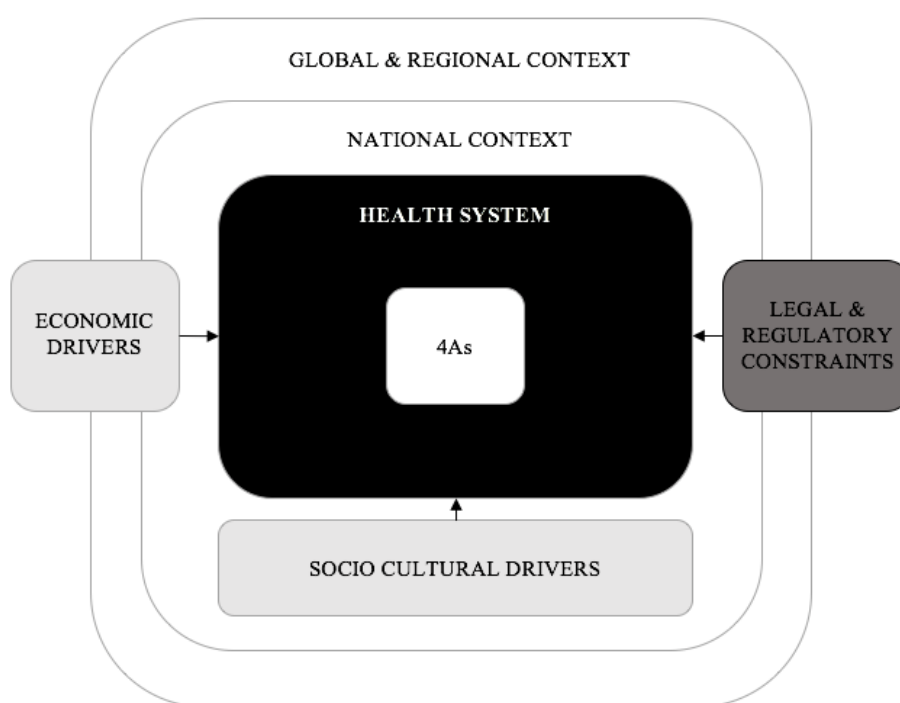 GLOBAL & REGIONAL CONTEXT
NATIONAL CONTEXT
HEALTH SYSTEM
ECONOMIC
DRIVERS
4As
LEGAL &
REGULATORY
CONSTRAINTS
SOCIO CULTURAL DRIVERS